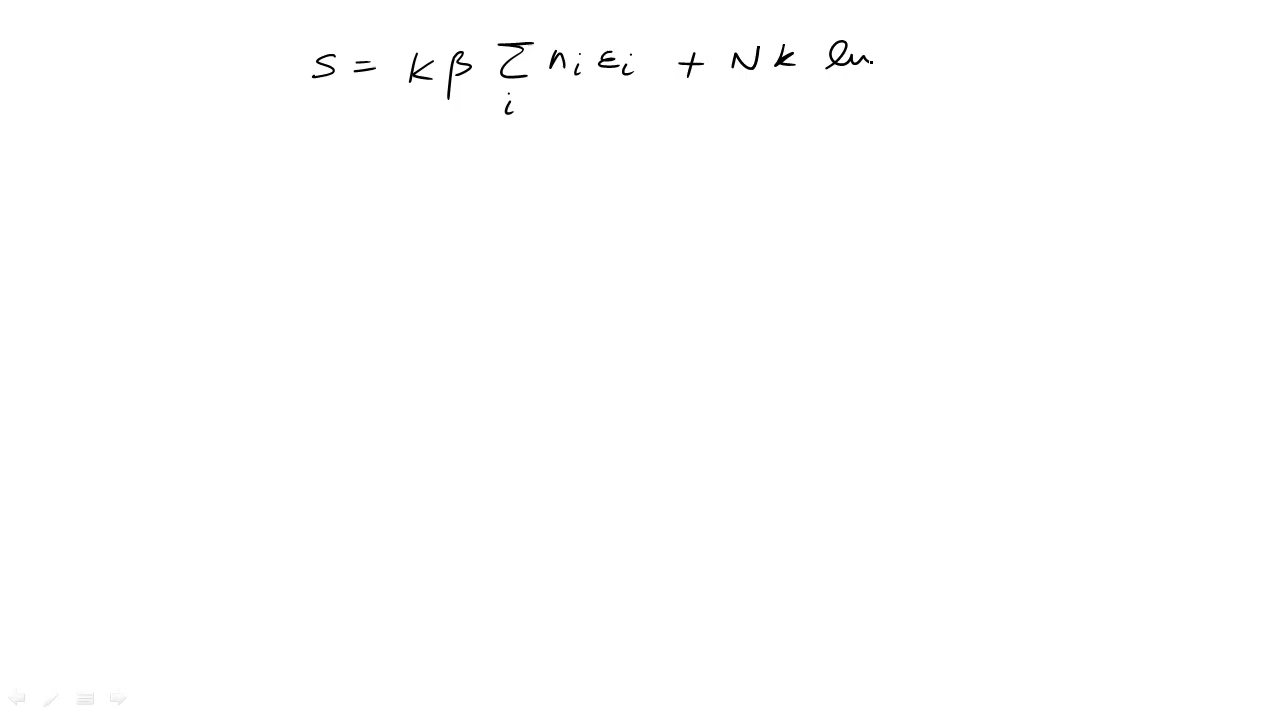 S = kβ ∑ᵢ nᵢ εᵢ + N k ln